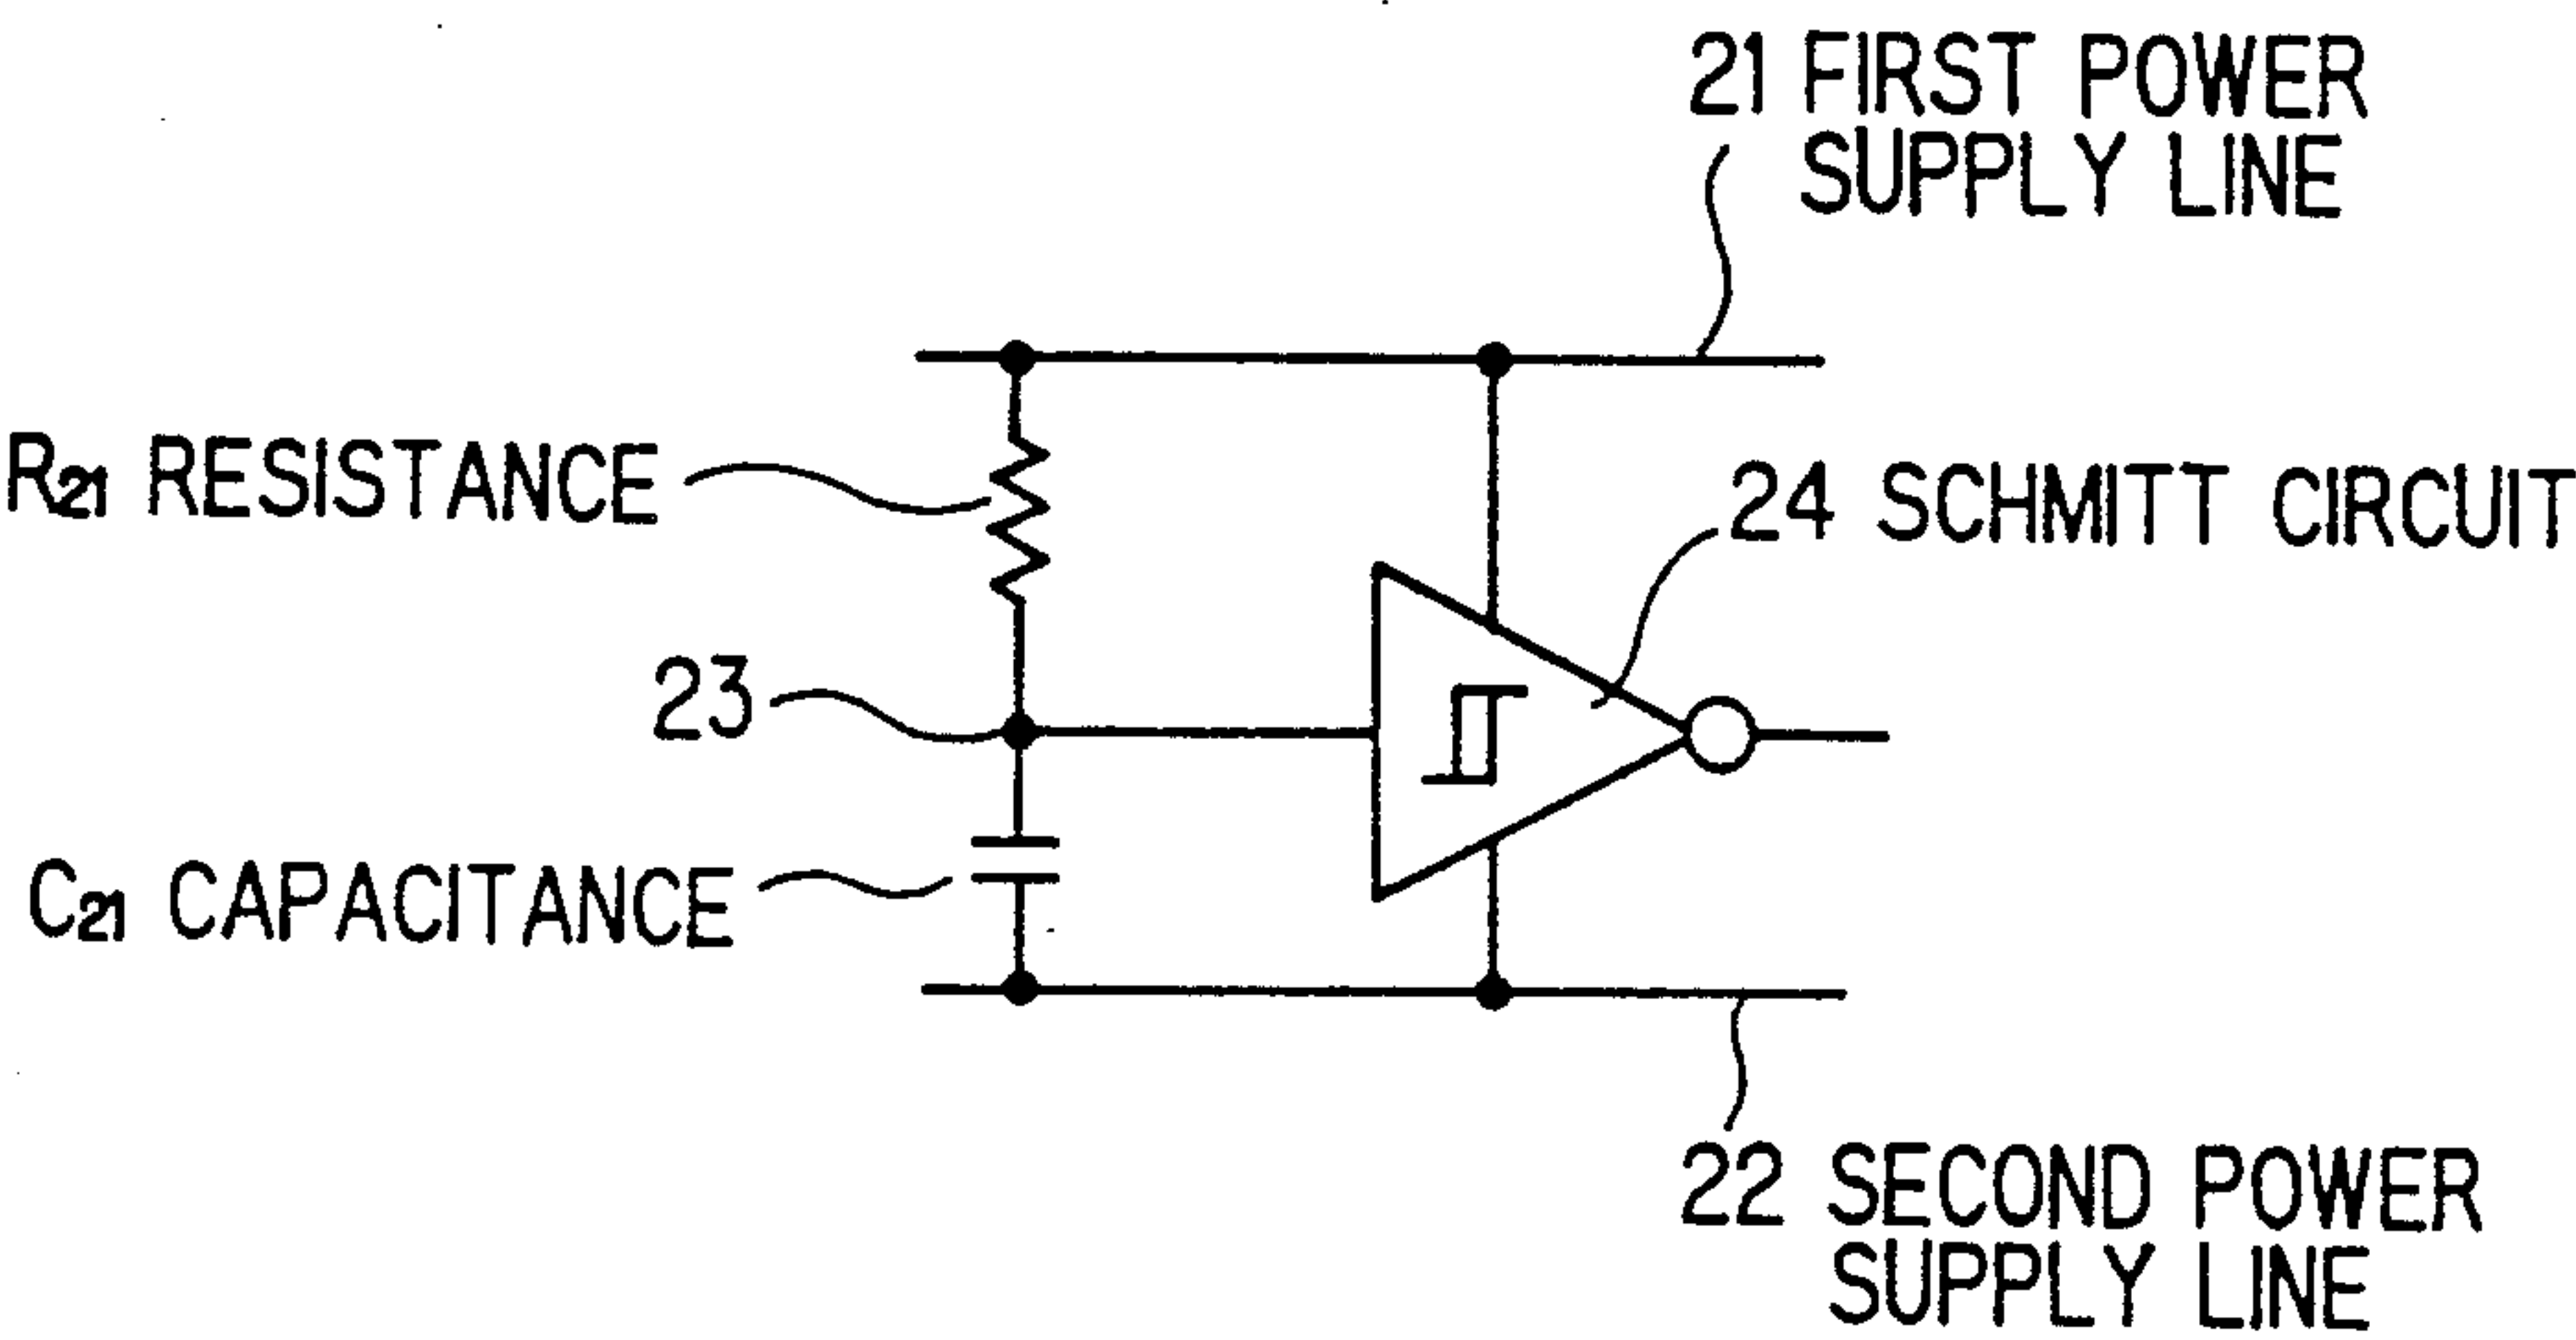 21 FIRST POWER
SUPPLY LINE
R21 RESISTANCE
24 SCHMITT CIRCUIT
23
C21 CAPACITANCE
22 SECOND POWER
SUPPLY LINE